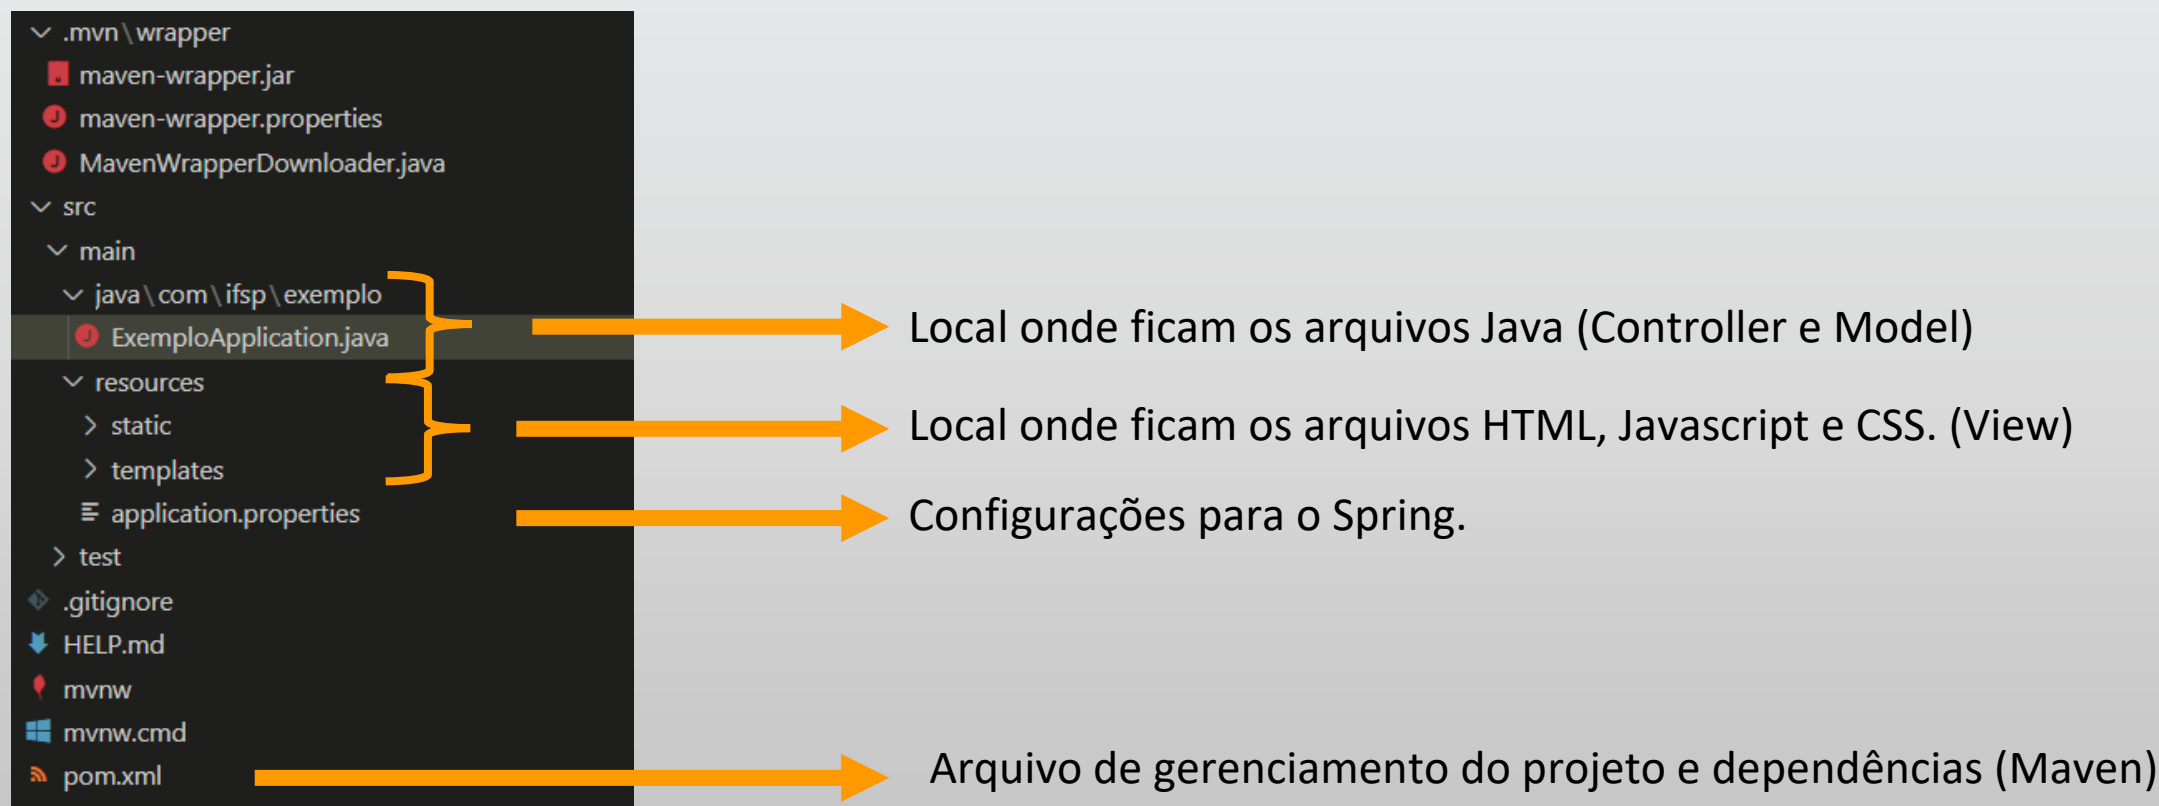 .mvn\wrapper
maven-wrapper.jar
maven-wrapper.properties
MavenWrapperDownloader.java
src
main
java\com\ifsp\exemplo
ExemploApplication.java
resources
static
templates
application.properties
test
.gitignore
HELP.md
mvnw
mvnw.cmd
pom.xml
Local onde ficam os arquivos Java (Controller e Model)
Local onde ficam os arquivos HTML, Javascript e CSS. (View)
Configurações para o Spring.
Arquivo de gerenciamento do projeto e dependências (Maven)